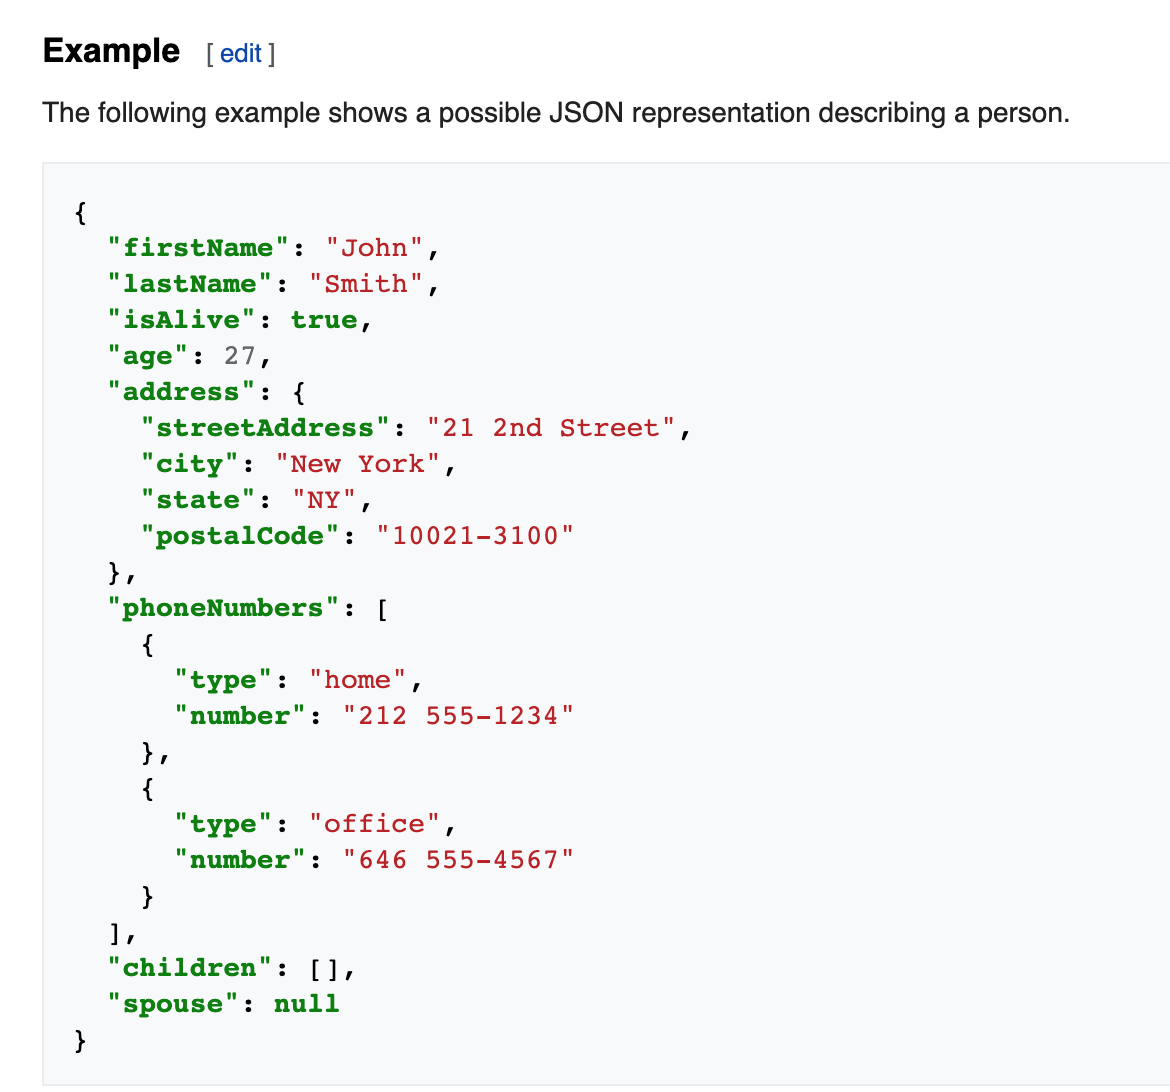 Example [ edit ]
The following example shows a possible JSON representation describing a person.
{
  "firstName": "John",
  "lastName": "Smith",
  "isAlive": true,
  "age": 27,
  "address": {
    "streetAddress": "21 2nd Street",
    "city": "New York",
    "state": "NY",
    "postalCode": "10021-3100"
  },
  "phoneNumbers": [
    {
      "type": "home",
      "number": "212 555-1234"
    },
    {
      "type": "office",
      "number": "646 555-4567"
    }
  ],
  "children": [],
  "spouse": null
}